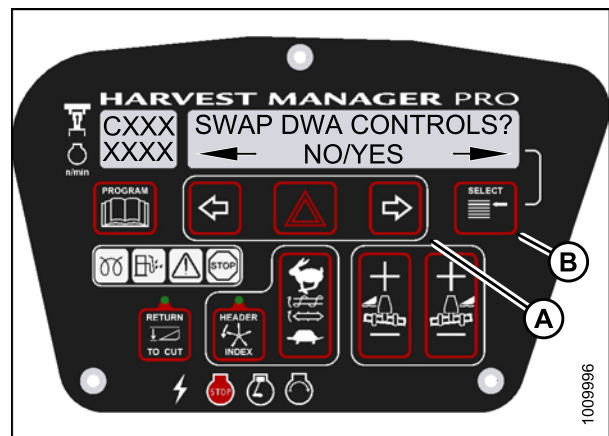 HARVEST MANAGER PRO
CXXX
XXXX
SWAP DWA CONTROLS?
NO/YES
n/min
PROGRAM
SELECT
B
A
STOP
RETURN
TO CUT
HEADER
INDEX
STOP
1009996